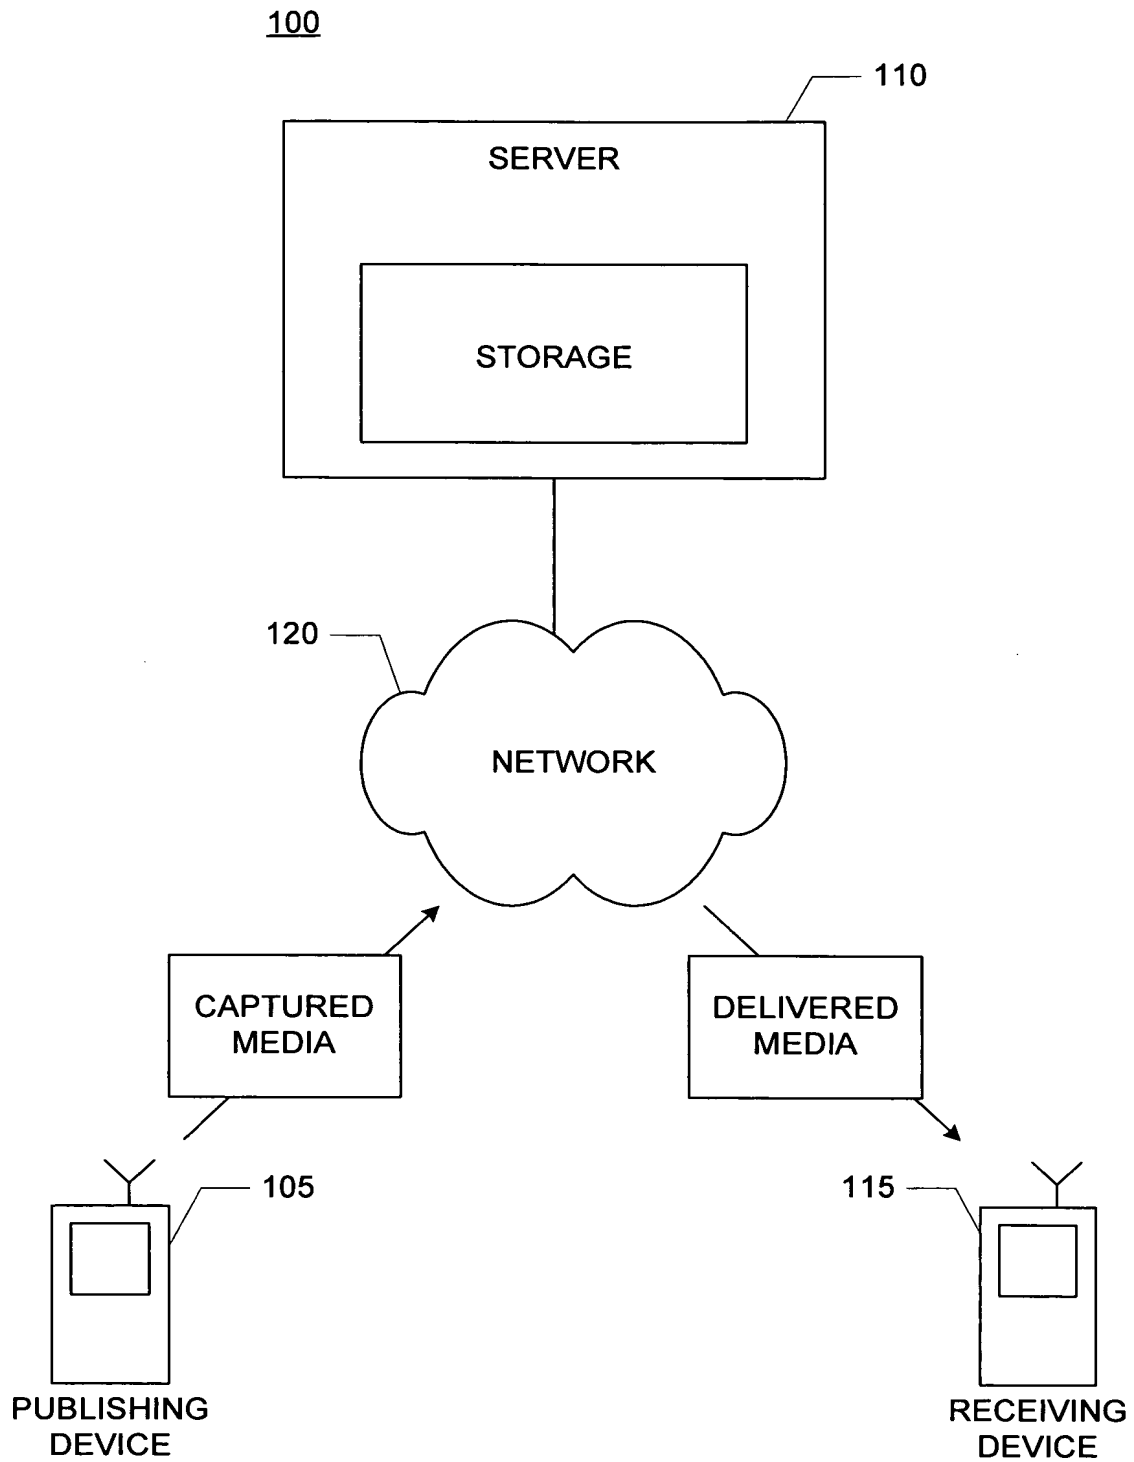 100
110
SERVER
STORAGE
120
NETWORK
CAPTURED
MEDIA
DELIVERED
MEDIA
105
115
PUBLISHING
DEVICE
RECEIVING
DEVICE